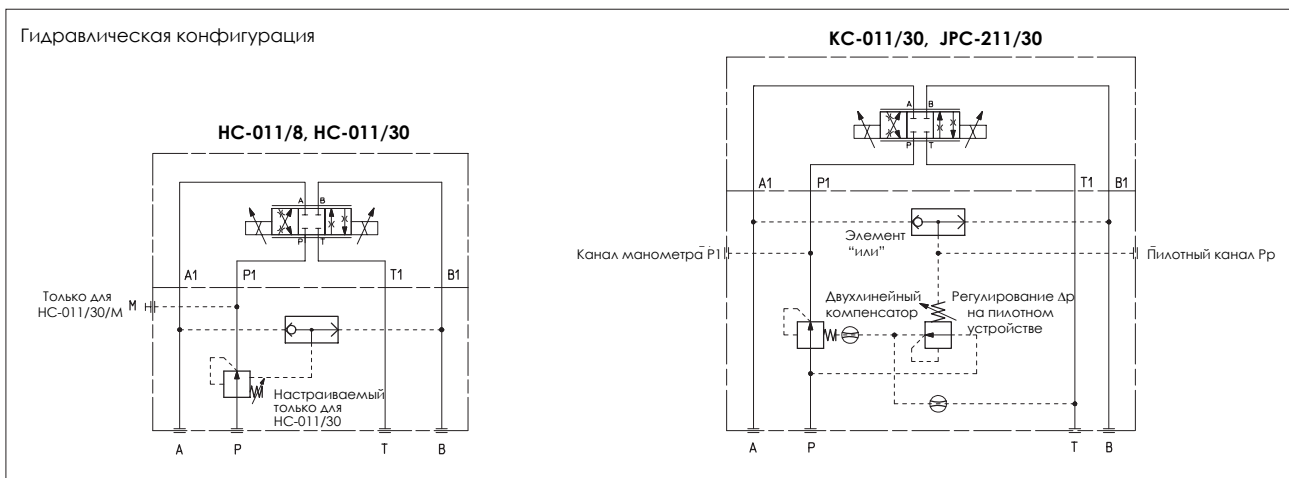 Гидравлическая конфигурация
HC-011/8, HC-011/30
A B
P T
A1 P1 T1 B1
Только для
HC-011/30/M
M
Настраиваемый
только для
HC-011/30
A P T B
KC-011/30, JPC-211/30
A B
P T
A1 P1 T1 B1
Элемент
“или”
Канал манометра P1
Пилотный канал Pp
Двухлинейный
компенсатор
Регулирование Δp
на пилотном
устройстве
A P T B